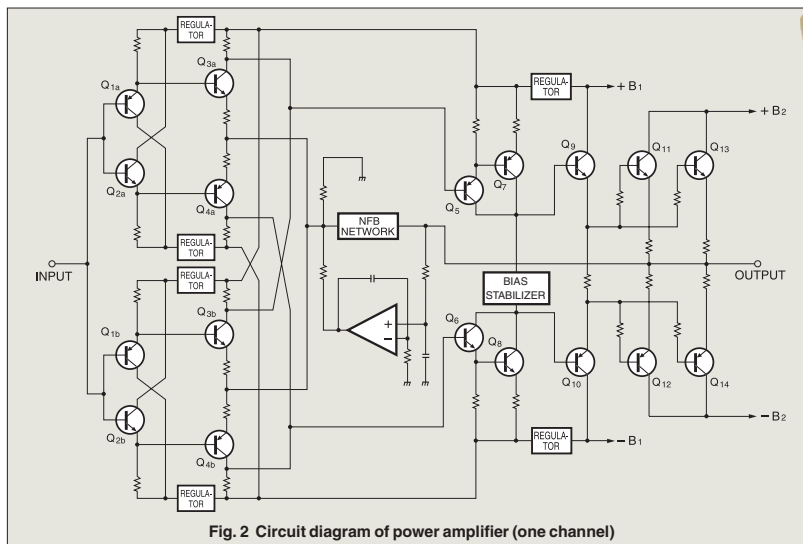 REGULA-
TOR
Q3a
Q1a
Q2a
Q4a
REGULA-
TOR
INPUT
REGULA-
TOR
Q3b
Q1b
Q2b
Q4b
REGULA-
TOR
NFB
NETWORK
+
−
REGULA-
TOR
+ B1
+ B2
Q9
Q11
Q13
Q7
Q5
BIAS
STABILIZER
OUTPUT
Q6
Q8
Q10
Q12
Q14
REGULA-
TOR
− B1
− B2
Fig. 2 Circuit diagram of power amplifier (one channel)